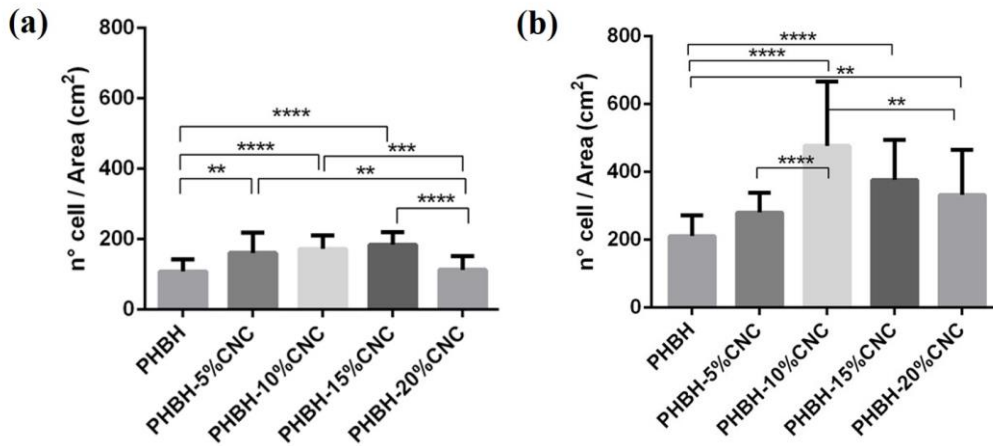 (a)
n° cell / Area (cm²)
800
600
400
200
0
****
****
***
**
**
****
PHBH
PHBH-5%CNC
PHBH-10%CNC
PHBH-15%CNC
PHBH-20%CNC
(b)
n° cell / Area (cm²)
800
600
400
200
0
****
****
**
**
****
PHBH
PHBH-5%CNC
PHBH-10%CNC
PHBH-15%CNC
PHBH-20%CNC